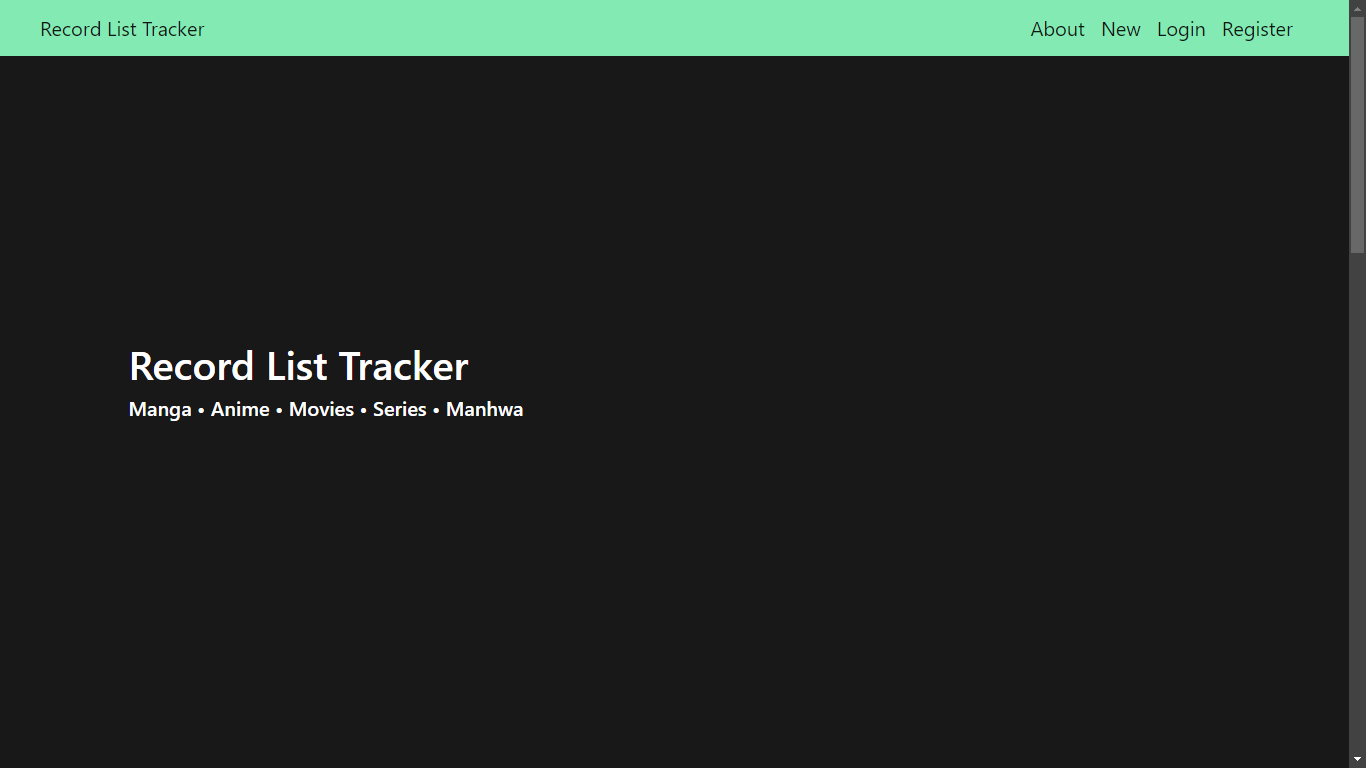 Record List Tracker
About New Login Register
Record List Tracker
Manga • Anime • Movies • Series • Manhwa